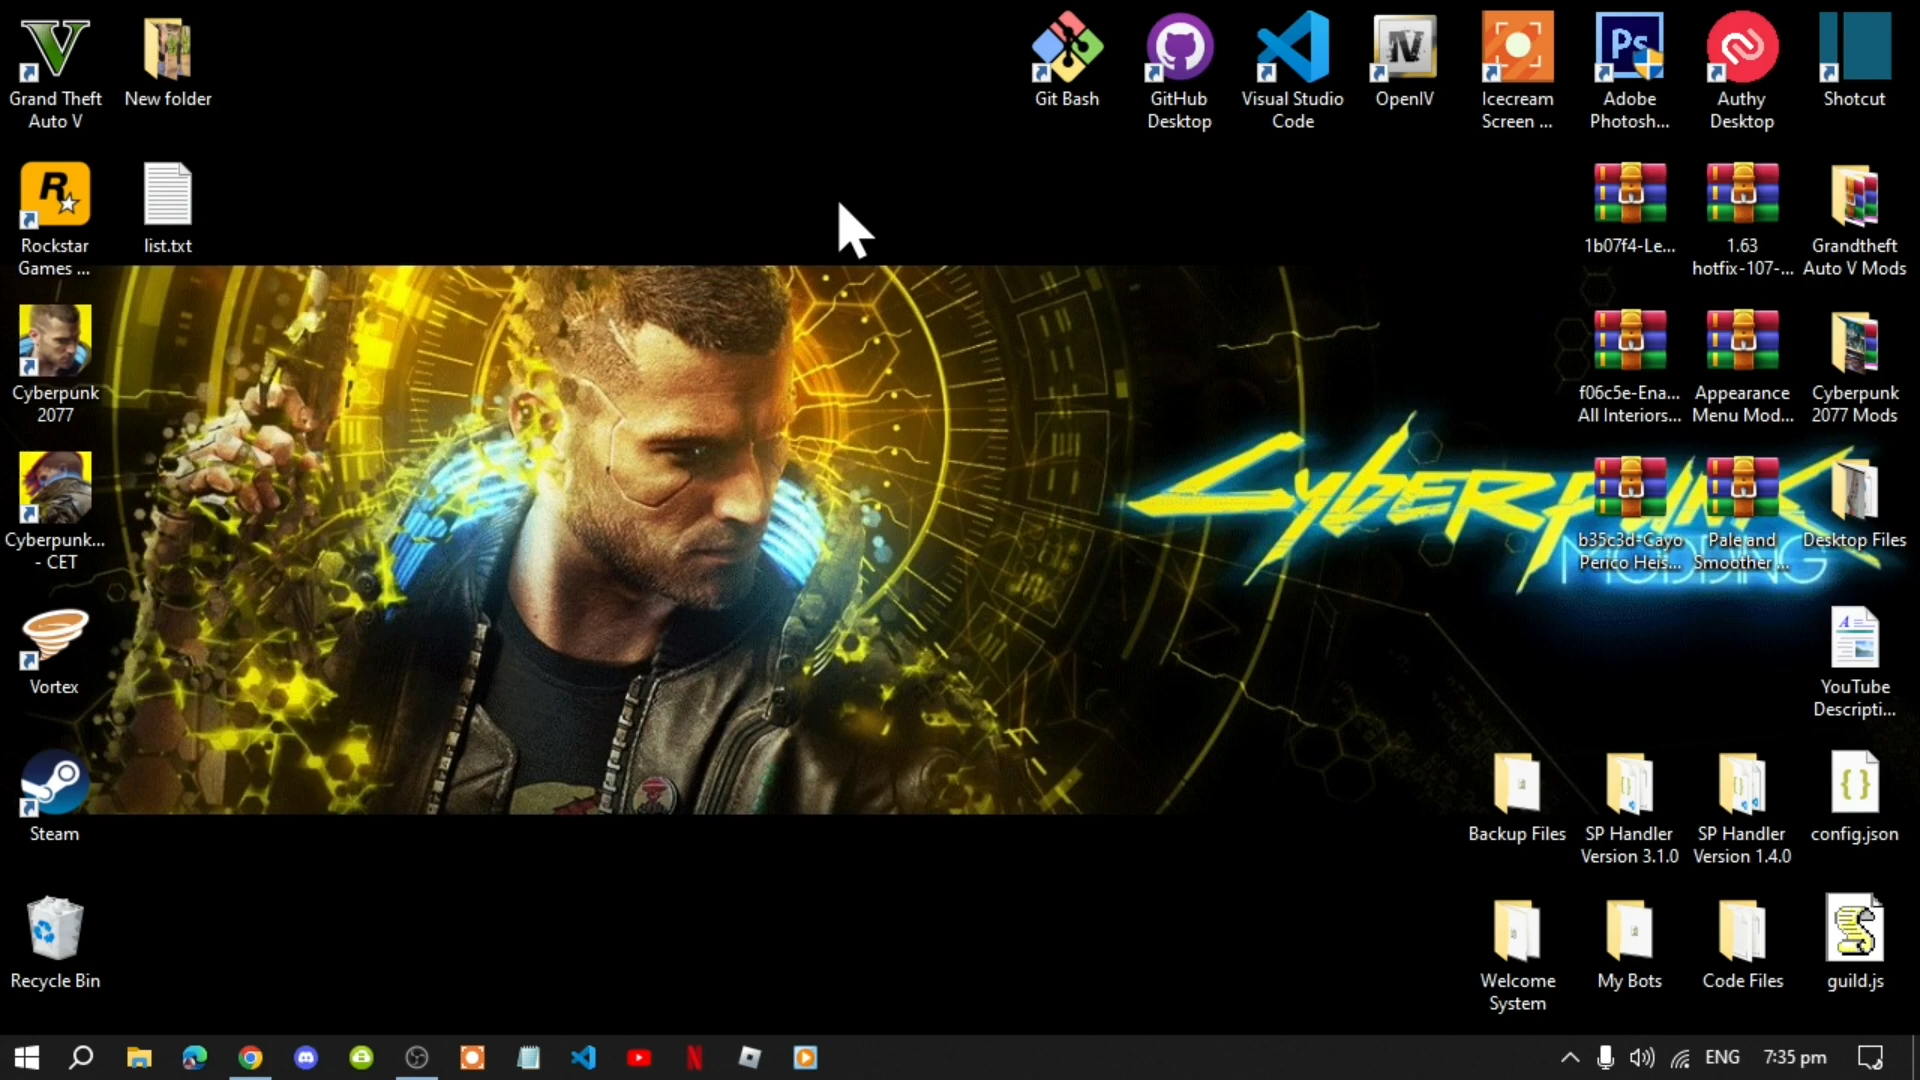 Grand Theft
Auto V
New folder
Git Bash
GitHub
Desktop
Visual Studio
Code
OpenIV
Icecream
Screen ...
Adobe
Photosh...
Authy
Desktop
Shotcut
Rockstar
Games ...
list.txt
1b07f4-Le...
1.63
hotfix-107-...
Grandtheft
Auto V Mods
Cyberpunk
2077
f06c5e-Ena...
All Interiors...
Appearance
Menu Mod...
Cyberpunk
2077 Mods
Cyberpunk...
- CET
CYBERPUNK
MODDING
b35c3d-Cayo
Perico Heis...
Pale and
Smoother ...
Desktop Files
Vortex
YouTube
Descripti...
Steam
Backup Files
SP Handler
Version 3.1.0
SP Handler
Version 1.4.0
config.json
Recycle Bin
Welcome
System
My Bots
Code Files
guild.js
ENG
7:35 pm